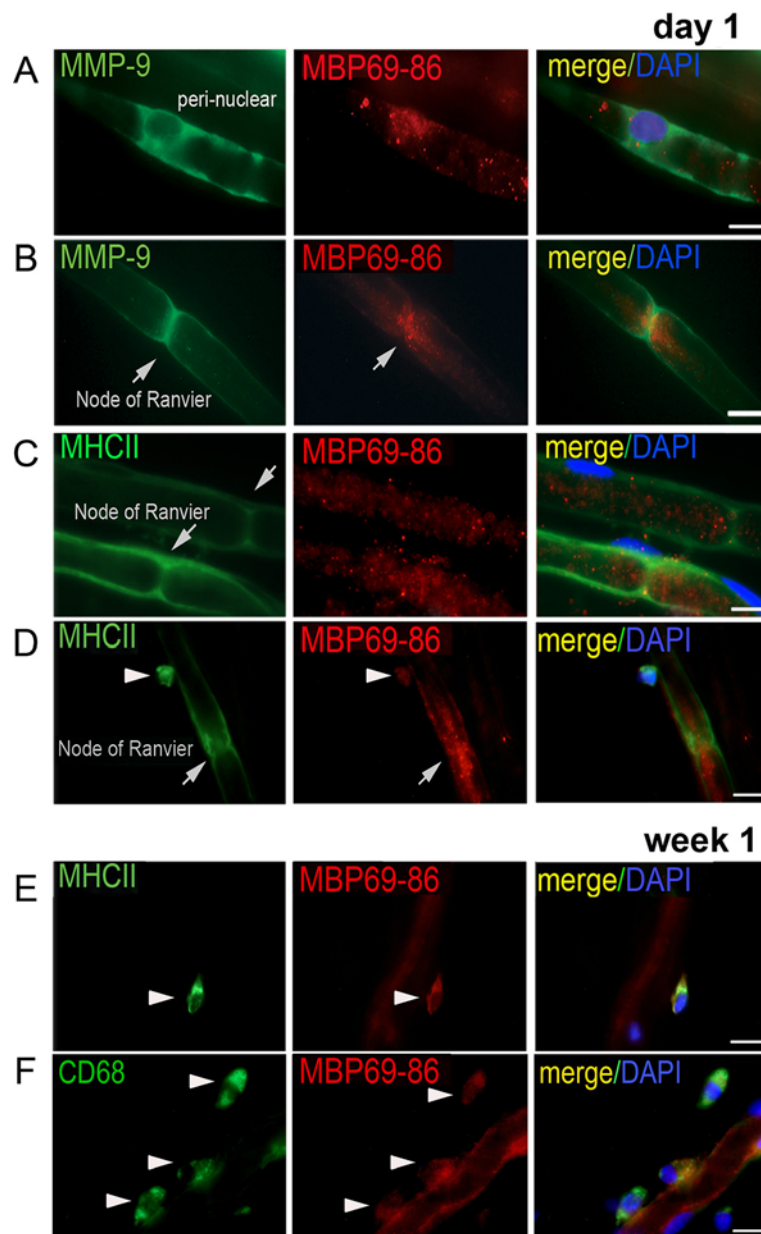 day 1
A
MMP-9
peri-nuclear
MBP69-86
merge/DAPI
B
MMP-9
Node of Ranvier
MBP69-86
merge/DAPI
C
MHCII
Node of Ranvier
MBP69-86
merge/DAPI
D
MHCII
Node of Ranvier
MBP69-86
merge/DAPI
week 1
E
MHCII
MBP69-86
merge/DAPI
F
CD68
MBP69-86
merge/DAPI